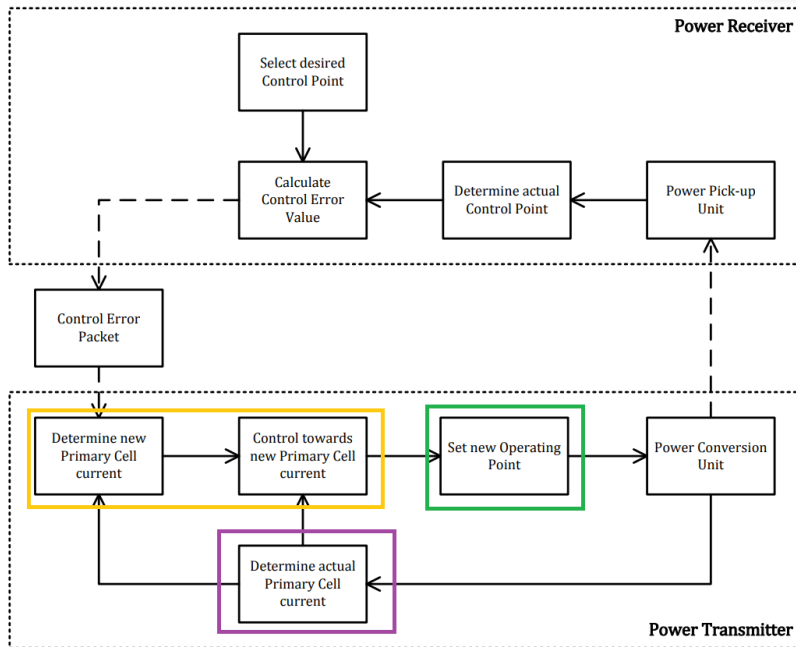 Power Receiver
Select desired
Control Point
Calculate
Control Error
Value
Determine actual
Control Point
Power Pick-up
Unit
Control Error
Packet
Determine new
Primary Cell
current
Control towards
new Primary Cell
current
Set new Operating
Point
Power Conversion
Unit
Determine actual
Primary Cell
current
Power Transmitter